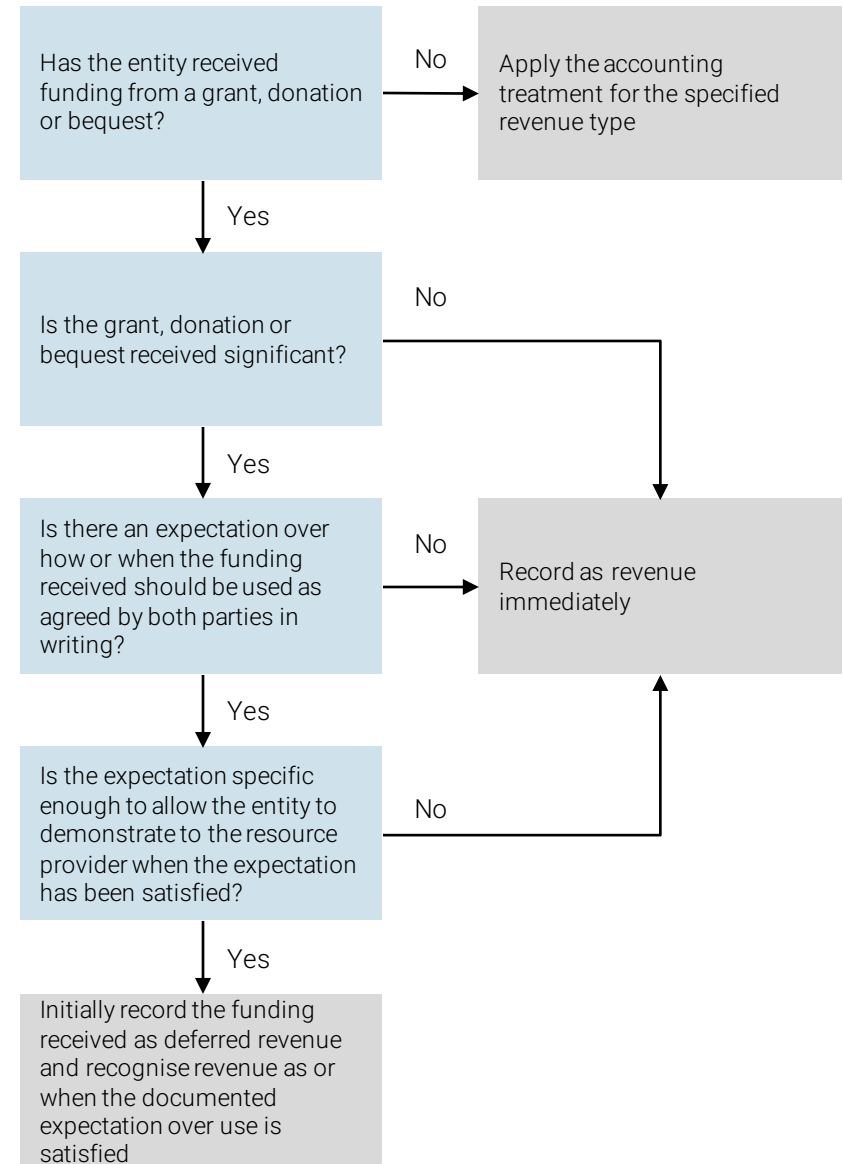 Has the entity received
funding from a grant, donation
or bequest?
No
Apply the accounting
treatment for the specified
revenue type
Yes
Is the grant, donation or
bequest received significant?
No
Yes
Is there an expectation over
how or when the funding
received should be used as
agreed by both parties in
writing?
No
Record as revenue
immediately
Yes
Is the expectation specific
enough to allow the entity to
demonstrate to the resource
provider when the expectation
has been satisfied?
No
Yes
Initially record the funding
received as deferred revenue
and recognise revenue as or
when the documented
expectation over use is
satisfied